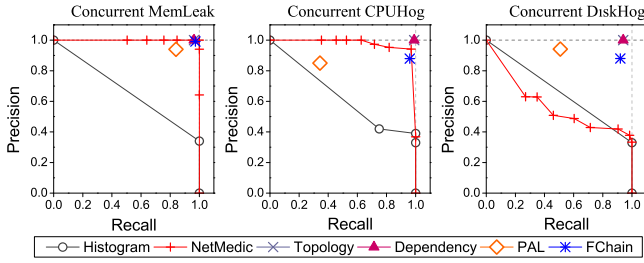 Concurrent MemLeak
Concurrent CPUHog
Concurrent DiskHog
Precision
1.0
0.8
0.6
0.4
0.2
0.0
0.0 0.2 0.4 0.6 0.8 1.0
Recall
Precision
1.0
0.8
0.6
0.4
0.2
0.0
0.0 0.2 0.4 0.6 0.8 1.0
Recall
Precision
1.0
0.8
0.6
0.4
0.2
0.0
0.0 0.2 0.4 0.6 0.8 1.0
Recall
Histogram NetMedic Topology Dependency PAL FChain